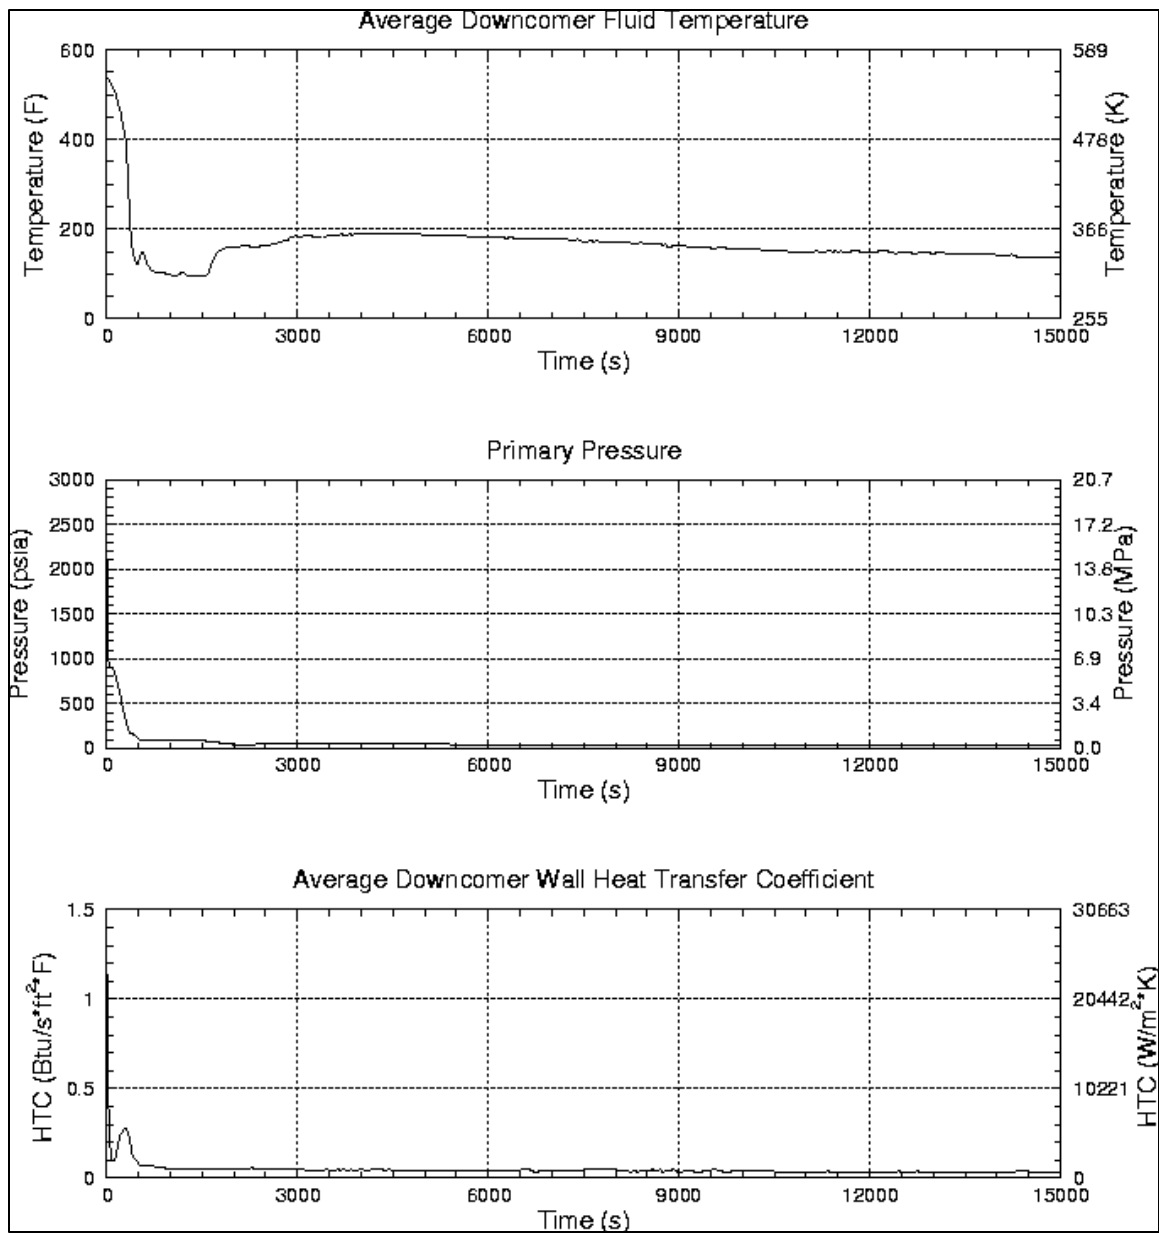 Average Downcomer Fluid Temperature
600
400
200
0
589
478
366
255
Temperature (F)
Temperature (K)
0 3000 6000 9000 12000 15000
Time (s)
Primary Pressure
3000
2500
2000
1500
1000
500
0
20.7
17.2
13.8
10.3
6.9
3.4
0.0
Pressure (psia)
Pressure (MPa)
0 3000 6000 9000 12000 15000
Time (s)
Average Downcomer Wall Heat Transfer Coefficient
1.5
1
0.5
0
30663
20442
10221
0
HTC (Btu/s*ft²*F)
HTC (W/m²*K)
0 3000 6000 9000 12000 15000
Time (s)